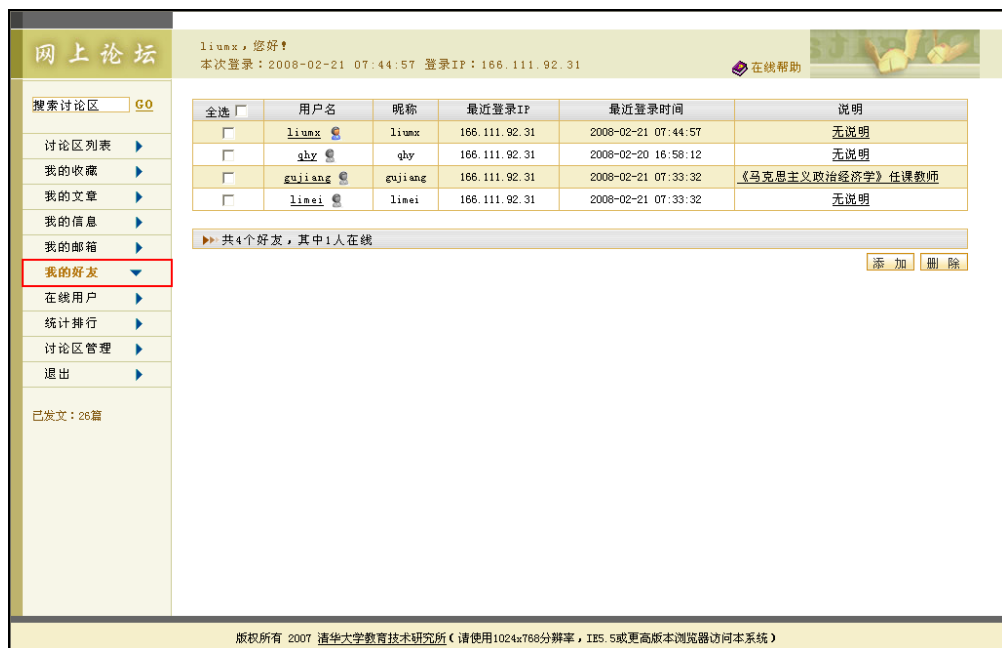 网上论坛
liumx，您好！
本次登录：2008-02-21 07:44:57 登录IP：166.111.92.31
在线帮助
搜索讨论区 GO
讨论区列表
我的收藏
我的文章
我的信息
我的邮箱
我的好友
在线用户
统计排行
讨论区管理
退出
已发文：26篇
全选 用户名 昵称 最近登录IP 最近登录时间 说明
liumx liumx 166.111.92.31 2008-02-21 07:44:57 无说明
qhy qhy 166.111.92.31 2008-02-20 16:58:12 无说明
gujiang gujiang 166.111.92.31 2008-02-21 07:33:32 《马克思主义政治经济学》任课教师
limei limei 166.111.92.31 2008-02-21 07:33:32 无说明
共4个好友，其中1人在线
添 加 删 除
版权所有 2007 清华大学教育技术研究所（请使用1024x768分辨率，IE5.5或更高版本浏览器访问本系统）